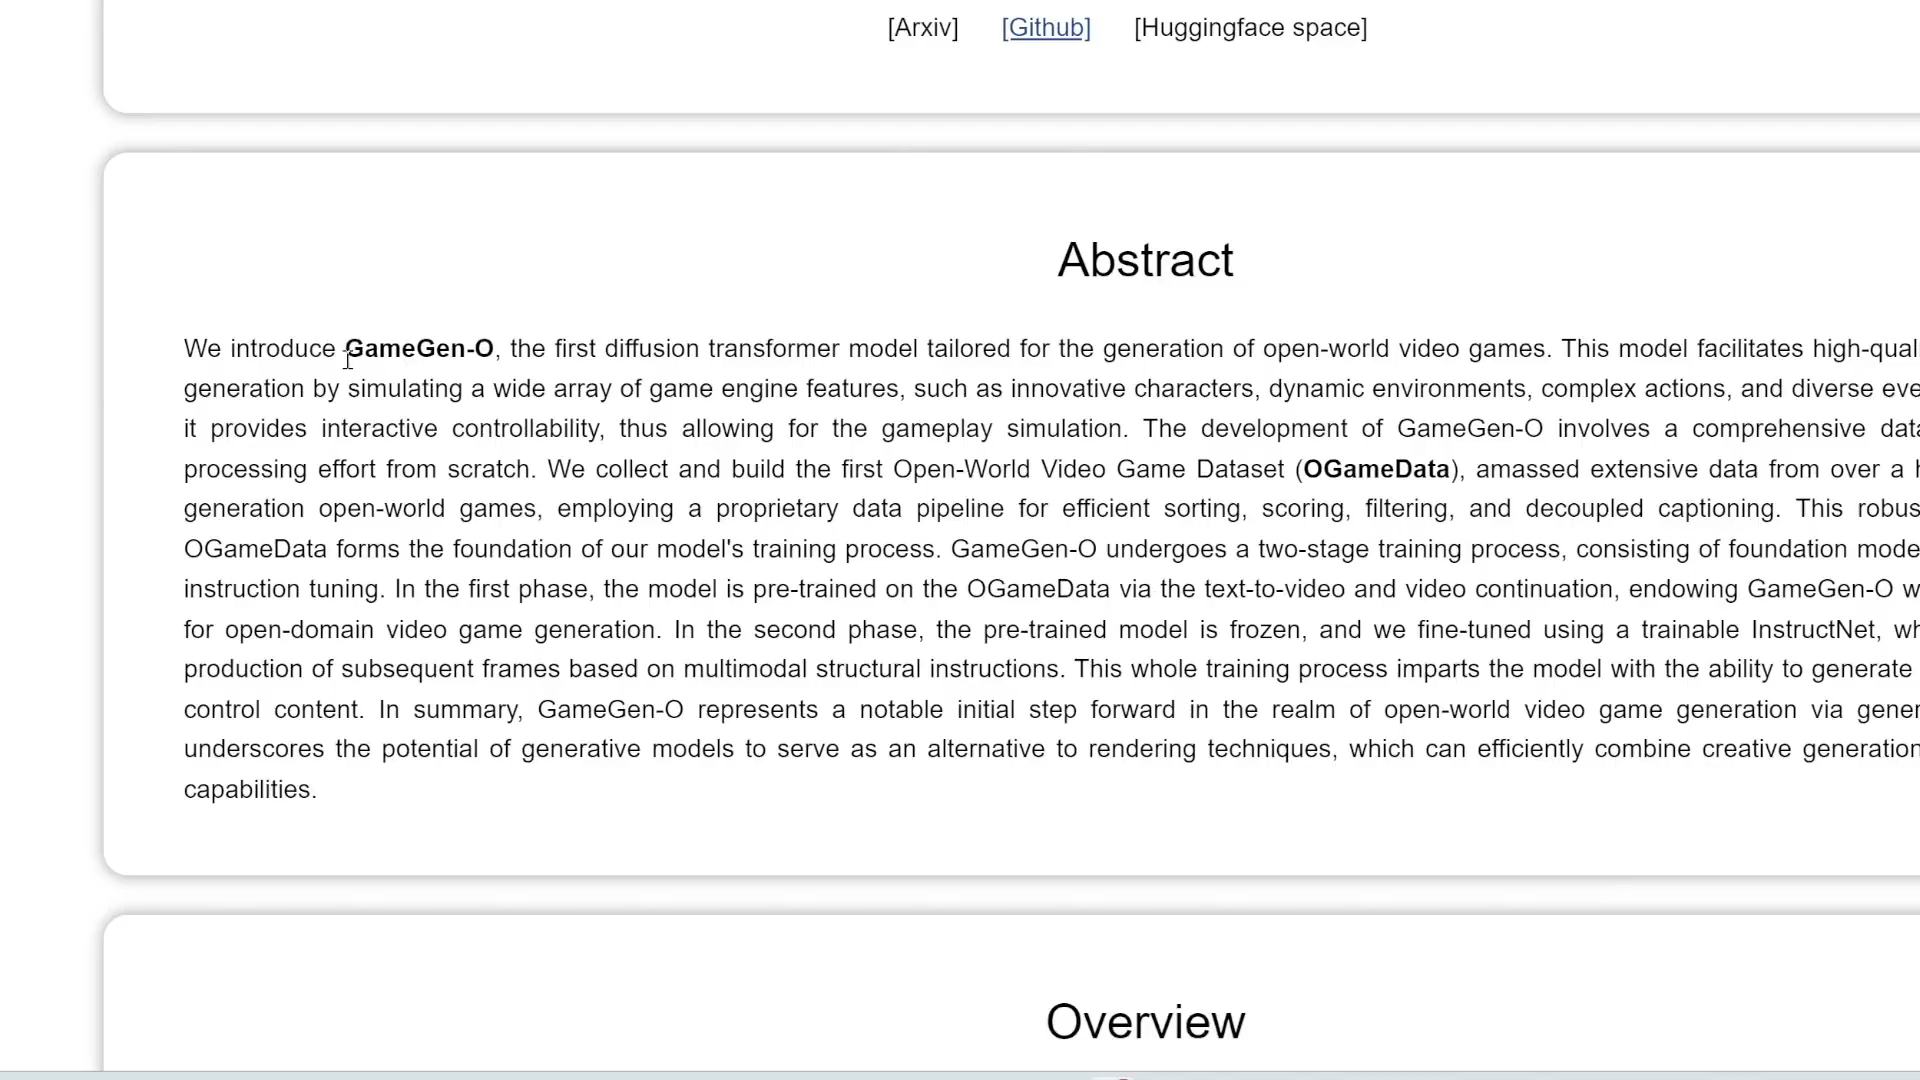 [Arxiv] [Github] [Huggingface space]
Abstract
We introduce GameGen-O, the first diffusion transformer model tailored for the generation of open-world video games. This model facilitates
generation by simulating a wide array of game engine features, such as innovative characters, dynamic environments, complex actions, and diverse
it provides interactive controllability, thus allowing for the gameplay simulation. The development of GameGen-O involves a comprehensive
processing effort from scratch. We collect and build the first Open-World Video Game Dataset (OGameData), amassed extensive data from over a
generation open-world games, employing a proprietary data pipeline for efficient sorting, scoring, filtering, and decoupled captioning. This
OGameData forms the foundation of our model's training process. GameGen-O undergoes a two-stage training process, consisting of foundation
instruction tuning. In the first phase, the model is pre-trained on the OGameData via the text-to-video and video continuation, endowing GameGen-O
for open-domain video game generation. In the second phase, the pre-trained model is frozen, and we fine-tuned using a trainable InstructNet,
production of subsequent frames based on multimodal structural instructions. This whole training process imparts the model with the ability to generate
control content. In summary, GameGen-O represents a notable initial step forward in the realm of open-world video game generation via
underscores the potential of generative models to serve as an alternative to rendering techniques, which can efficiently combine creative generation
capabilities.
Overview